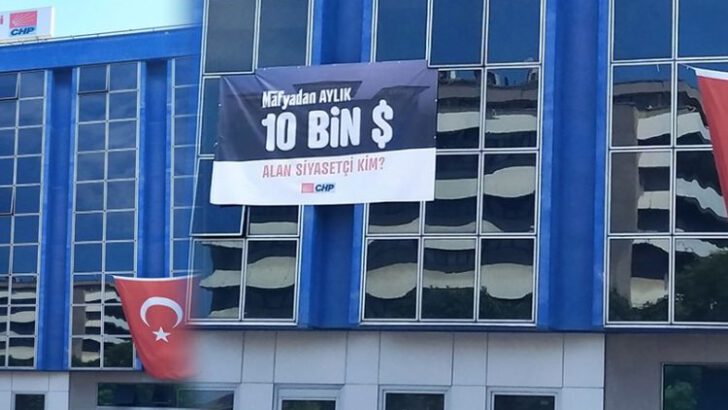 CHP
MAFyadan AYLIK
10 BİN $
ALAN SİYASETÇİ KİM?
CHP